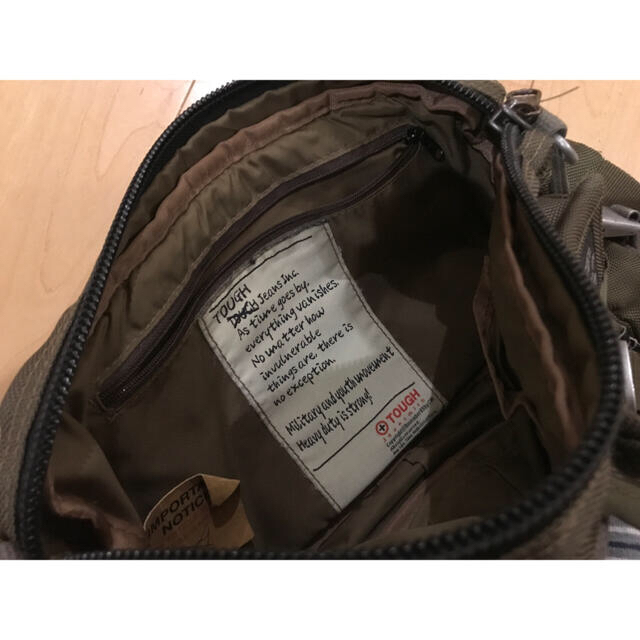 TOUGH
Jeans Inc.
As time goes by,
everything vanishes.
No matter how
invulnerable
things are, there is
no exception.
Military and youth movement
Heavy duty is strong!
TOUGH
IMPORTA
NOTIC